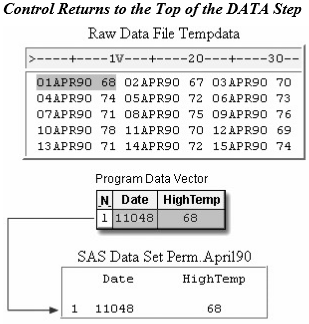 Control Returns to the Top of the DATA Step
Raw Data File Tempdata
>----+----1V---+----20---+----30--
01APR90 68 02APR90 67 03APR90 70
04APR90 74 05APR90 72 06APR90 73
07APR90 71 08APR90 75 09APR90 76
10APR90 78 11APR90 70 12APR90 69
13APR90 71 14APR90 72 15APR90 74
Program Data Vector
N Date HighTemp
1 11048 68
SAS Data Set Perm.April90
Date HighTemp
1 11048 68